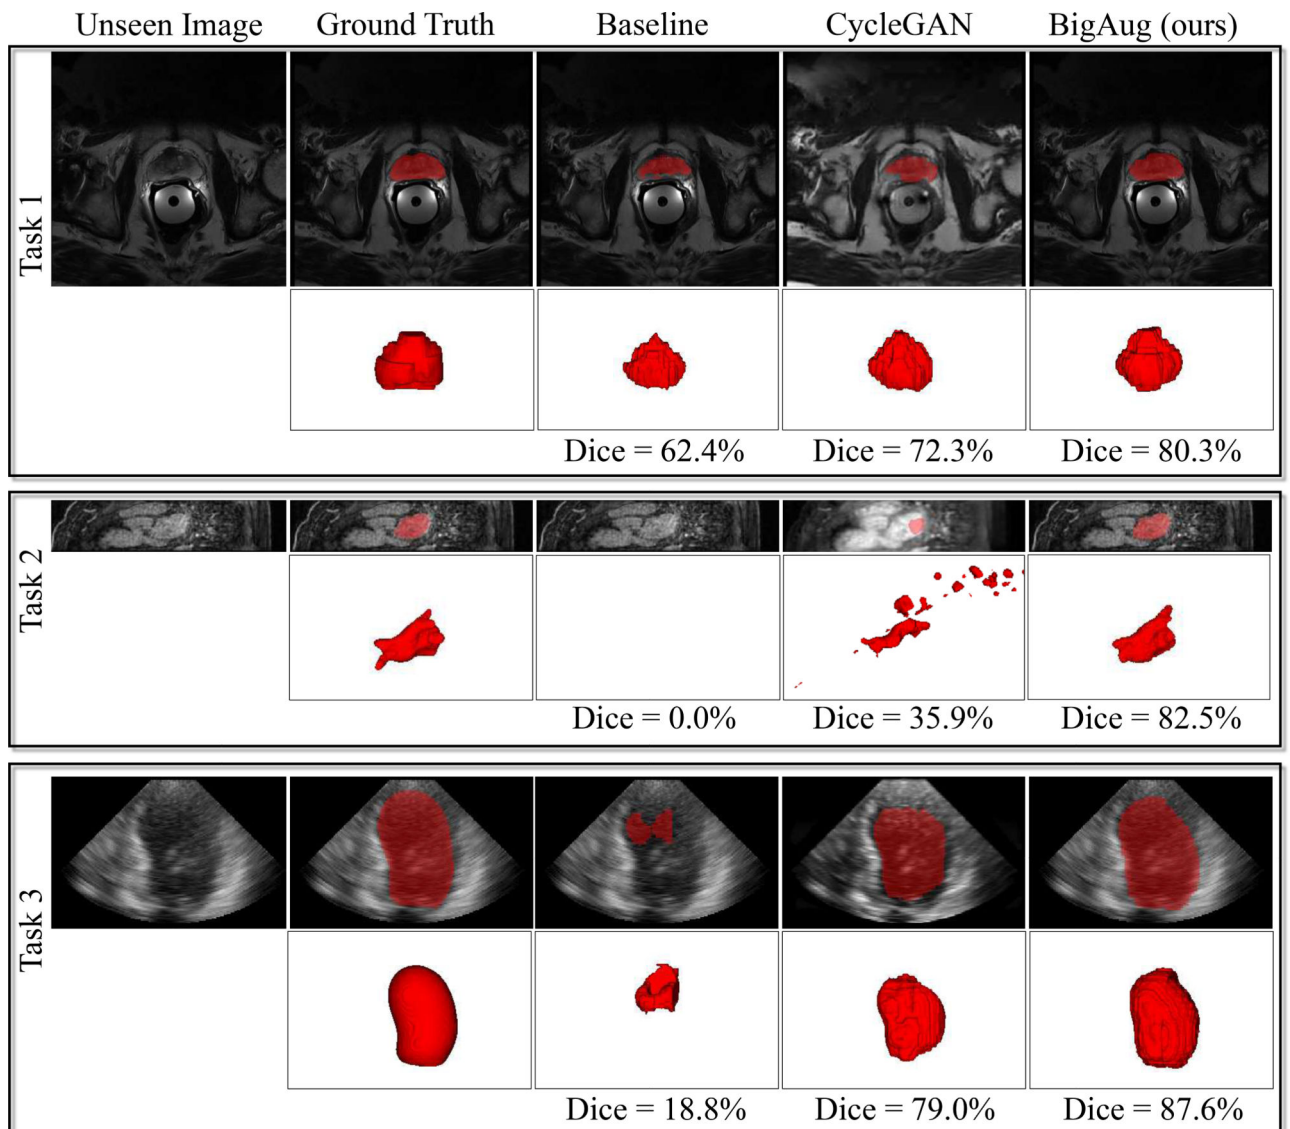 Unseen Image Ground Truth Baseline CycleGAN BigAug (ours)
Task 1
Dice = 62.4% Dice = 72.3% Dice = 80.3%
Task 2
Dice = 0.0% Dice = 35.9% Dice = 82.5%
Task 3
Dice = 18.8% Dice = 79.0% Dice = 87.6%